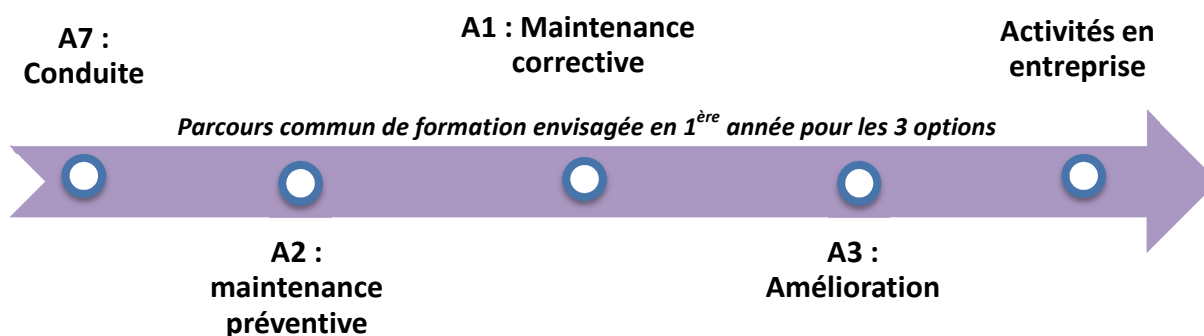 A7 :
Conduite
A1 : Maintenance
corrective
Activités en
entreprise
Parcours commun de formation envisagée en 1ère année pour les 3 options
A2 :
maintenance
préventive
A3 :
Amélioration